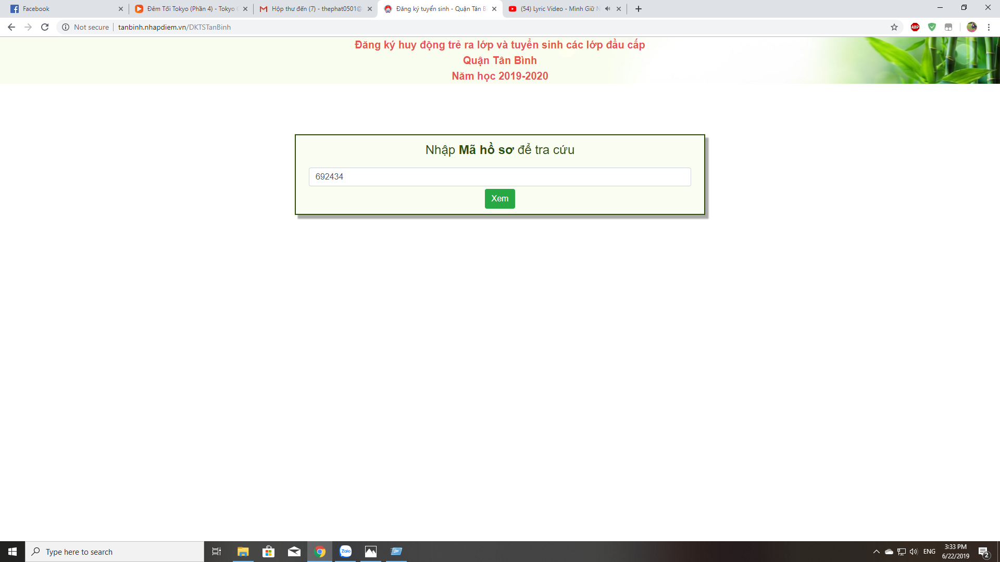 Facebook
Đêm Tối Tokyo (Phần 4) - Tokyo
Hộp thư đến (7) - thephat0501@
Đăng ký tuyển sinh - Quận Tân B
(54) Lyric Video - Mình Giữ N
Not secure
tanbinh.nhapdiem.vn/DKTSTanBinh
ABP
Đăng ký huy động trẻ ra lớp và tuyển sinh các lớp đầu cấp
Quận Tân Bình
Năm học 2019-2020
Nhập Mã hồ sơ để tra cứu
692434
Xem
Type here to search
Zalo
ENG
3:33 PM
6/22/2019
2